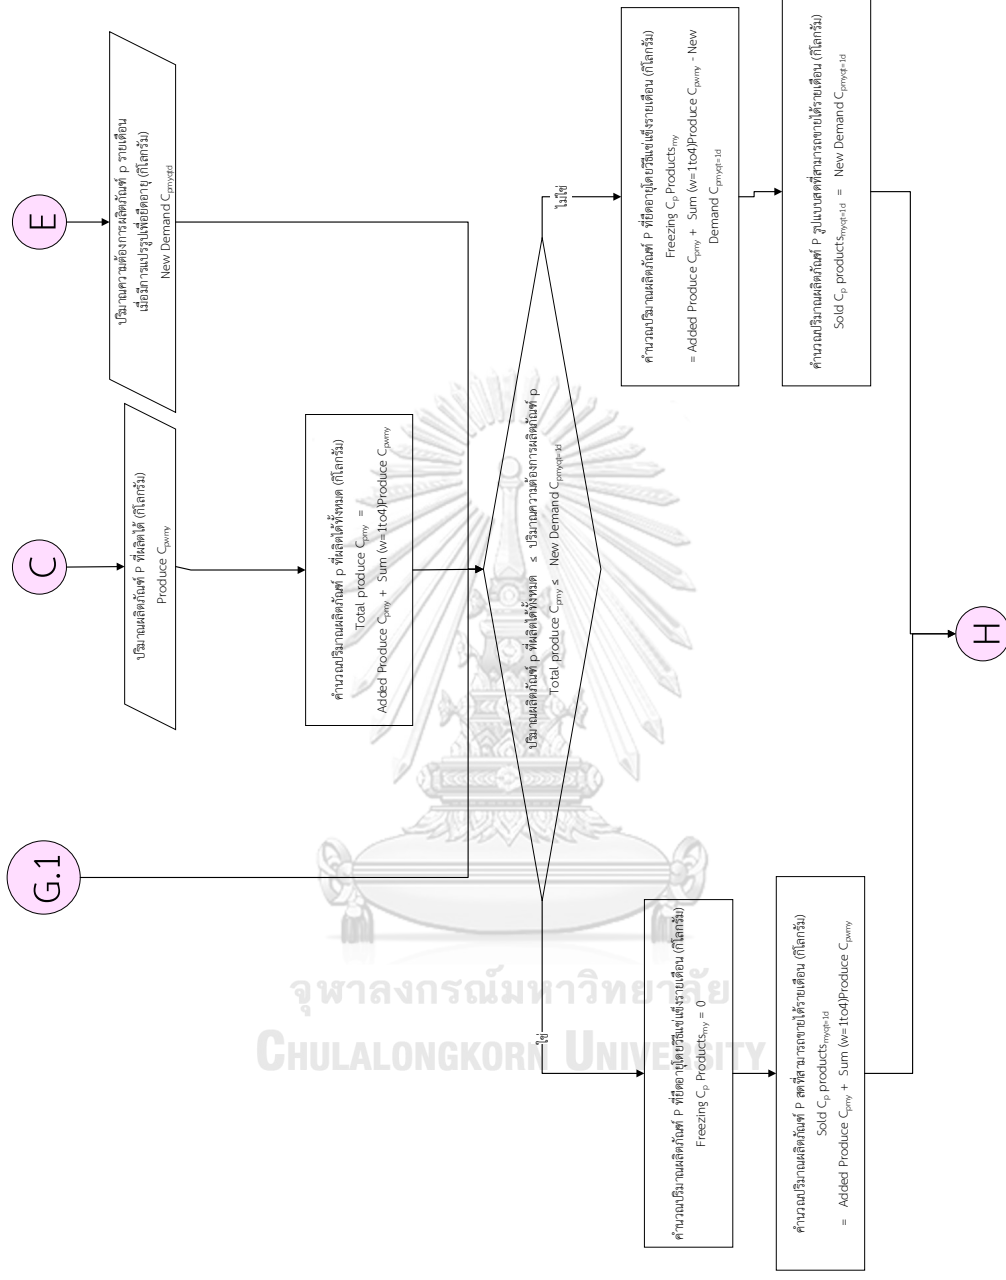 E
ปริมาณความต้องการผลิตภัณฑ์ p รายเดือน
เมื่อมีการแปรรูปเพื่อยืดอายุ (กิโลกรัม)
New Demand Cpmyqtd
C
ปริมาณผลิตภัณฑ์ P ที่ผลิตได้ (กิโลกรัม)
Produce Cpwmy
G.1
คำนวณปริมาณผลิตภัณฑ์ p ที่ผลิตได้ทั้งหมด (กิโลกรัม)
Total produce Cpmy =
Added Produce Cpmy + Sum (w=1to4)Produce Cpwmy
ปริมาณผลิตภัณฑ์ p ที่ผลิตได้ทั้งหมด ≤ ปริมาณความต้องการผลิตภัณฑ์ p
Total produce Cpmy ≤ New Demand Cpmyqt=1d
ไม่ใช่
คำนวณปริมาณผลิตภัณฑ์ P ที่ยืดอายุโดยวิธีแช่แข็งรายเดือน (กิโลกรัม)
Freezing Cp Productsmy
= Added Produce Cpmy + Sum (w=1to4)Produce Cpwmy - New
Demand Cpmyqt=1d
คำนวณปริมาณผลิตภัณฑ์ P รูปแบบสดที่สามารถขายได้รายเดือน (กิโลกรัม)
Sold Cp productsmyqt=1d = New Demand Cpmyqt=1d
ใช่
คำนวณปริมาณผลิตภัณฑ์ P ที่ยืดอายุโดยวิธีแช่แข็งรายเดือน (กิโลกรัม)
Freezing Cp Productsmy = 0
คำนวณปริมาณผลิตภัณฑ์ P สดที่สามารถขายได้รายเดือน (กิโลกรัม)
Sold Cp productsmyqt=1d
= Added Produce Cpmy + Sum (w=1to4)Produce Cpwmy
H
จุฬาลงกรณ์มหาวิทยาลัย
CHULALONGKORN UNIVERSITY